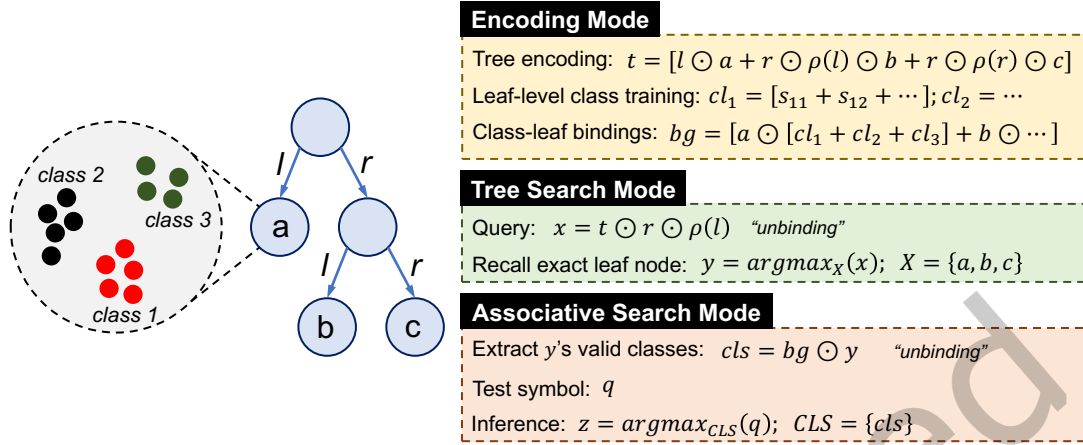 class 2
class 3
class 1
l
r
a
l
r
b
c
Encoding Mode
Tree encoding: t = [l ⊙ a + r ⊙ ρ(l) ⊙ b + r ⊙ ρ(r) ⊙ c]
Leaf-level class training: cl₁ = [s₁₁ + s₁₂ + ⋯ ]; cl₂ = ⋯
Class-leaf bindings: bg = [a ⊙ [cl₁ + cl₂ + cl₃] + b ⊙ ⋯ ]
Tree Search Mode
Query: x = t ⊙ r ⊙ ρ(l) “unbinding”
Recall exact leaf node: y = argmax_X(x); X = {a, b, c}
Associative Search Mode
Extract y's valid classes: cls = bg ⊙ y “unbinding”
Test symbol: q
Inference: z = argmax_CLS(q); CLS = {cls}